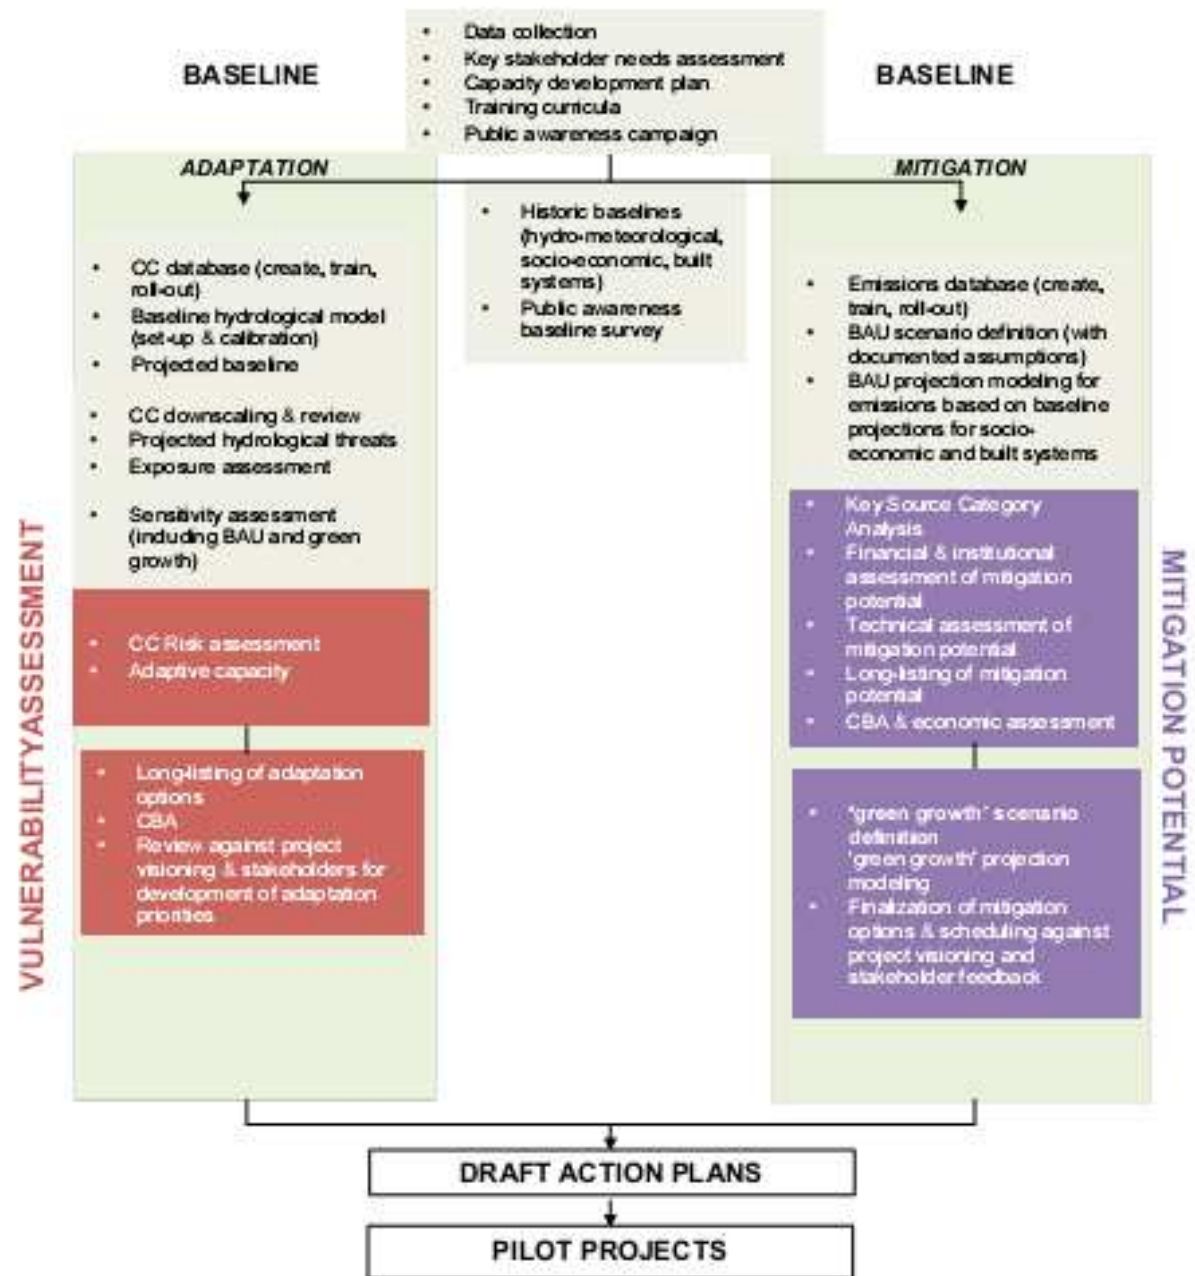 BASELINE
• Data collection
• Key stakeholder needs assessment
• Capacity development plan
• Training curricula
• Public awareness campaign
BASELINE
ADAPTATION
• CC database (create, train,
roll-out)
• Baseline hydrological model
(set-up & calibration)
• Projected baseline
• CC downscaling & review
• Projected hydrological threats
• Exposure assessment
• Sensitivity assessment
(including BAU and green
growth)
• Historic baselines
(hydro-meteorological,
socio-economic, built
systems)
• Public awareness
baseline survey
MITIGATION
• Emissions database (create,
train, roll-out)
• BAU scenario definition (with
documented assumptions)
• BAU projection modeling for
emissions based on baseline
projections for socio-
economic and built systems
VULNERABILITYASSESSMENT
• CC Risk assessment
• Adaptive capacity
• Long-listing of adaptation
options
• CBA
• Review against project
visioning & stakeholders for
development of adaptation
priorities
• Key Source Category
Analysis
• Financial & institutional
assessment of mitigation
potential
• Technical assessment of
mitigation potential
• Long-listing of mitigation
potential
• CBA & economic assessment
• 'green growth' scenario
definition
'green growth' projection
modeling
• Finalization of mitigation
options & scheduling against
project visioning and
stakeholder feedback
MITIGATION POTENTIAL
DRAFT ACTION PLANS
PILOT PROJECTS